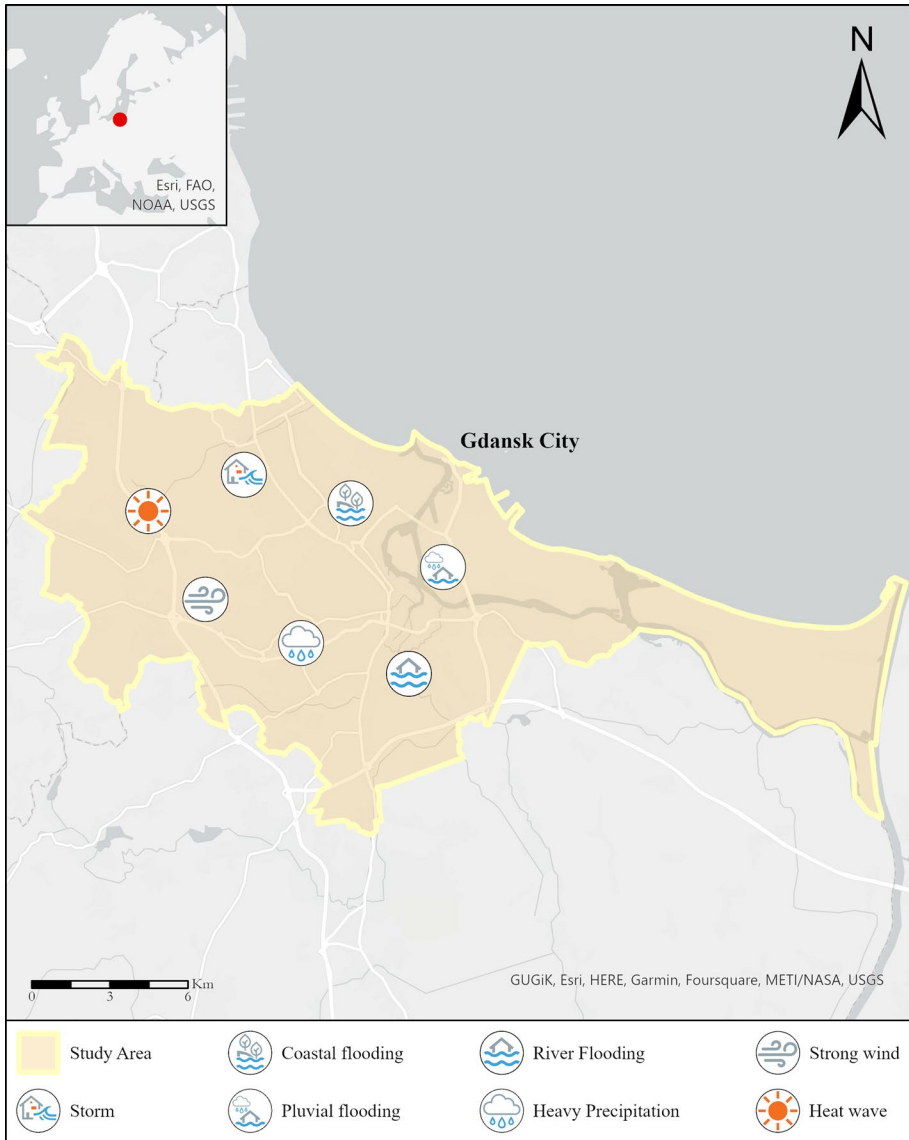 Esri, FAO,
NOAA, USGS
N
Gdansk City
Km
0 3 6
GUGiK, Esri, HERE, Garmin, Foursquare, METI/NASA, USGS
Study Area
Coastal flooding
River Flooding
Strong wind
Storm
Pluvial flooding
Heavy Precipitation
Heat wave